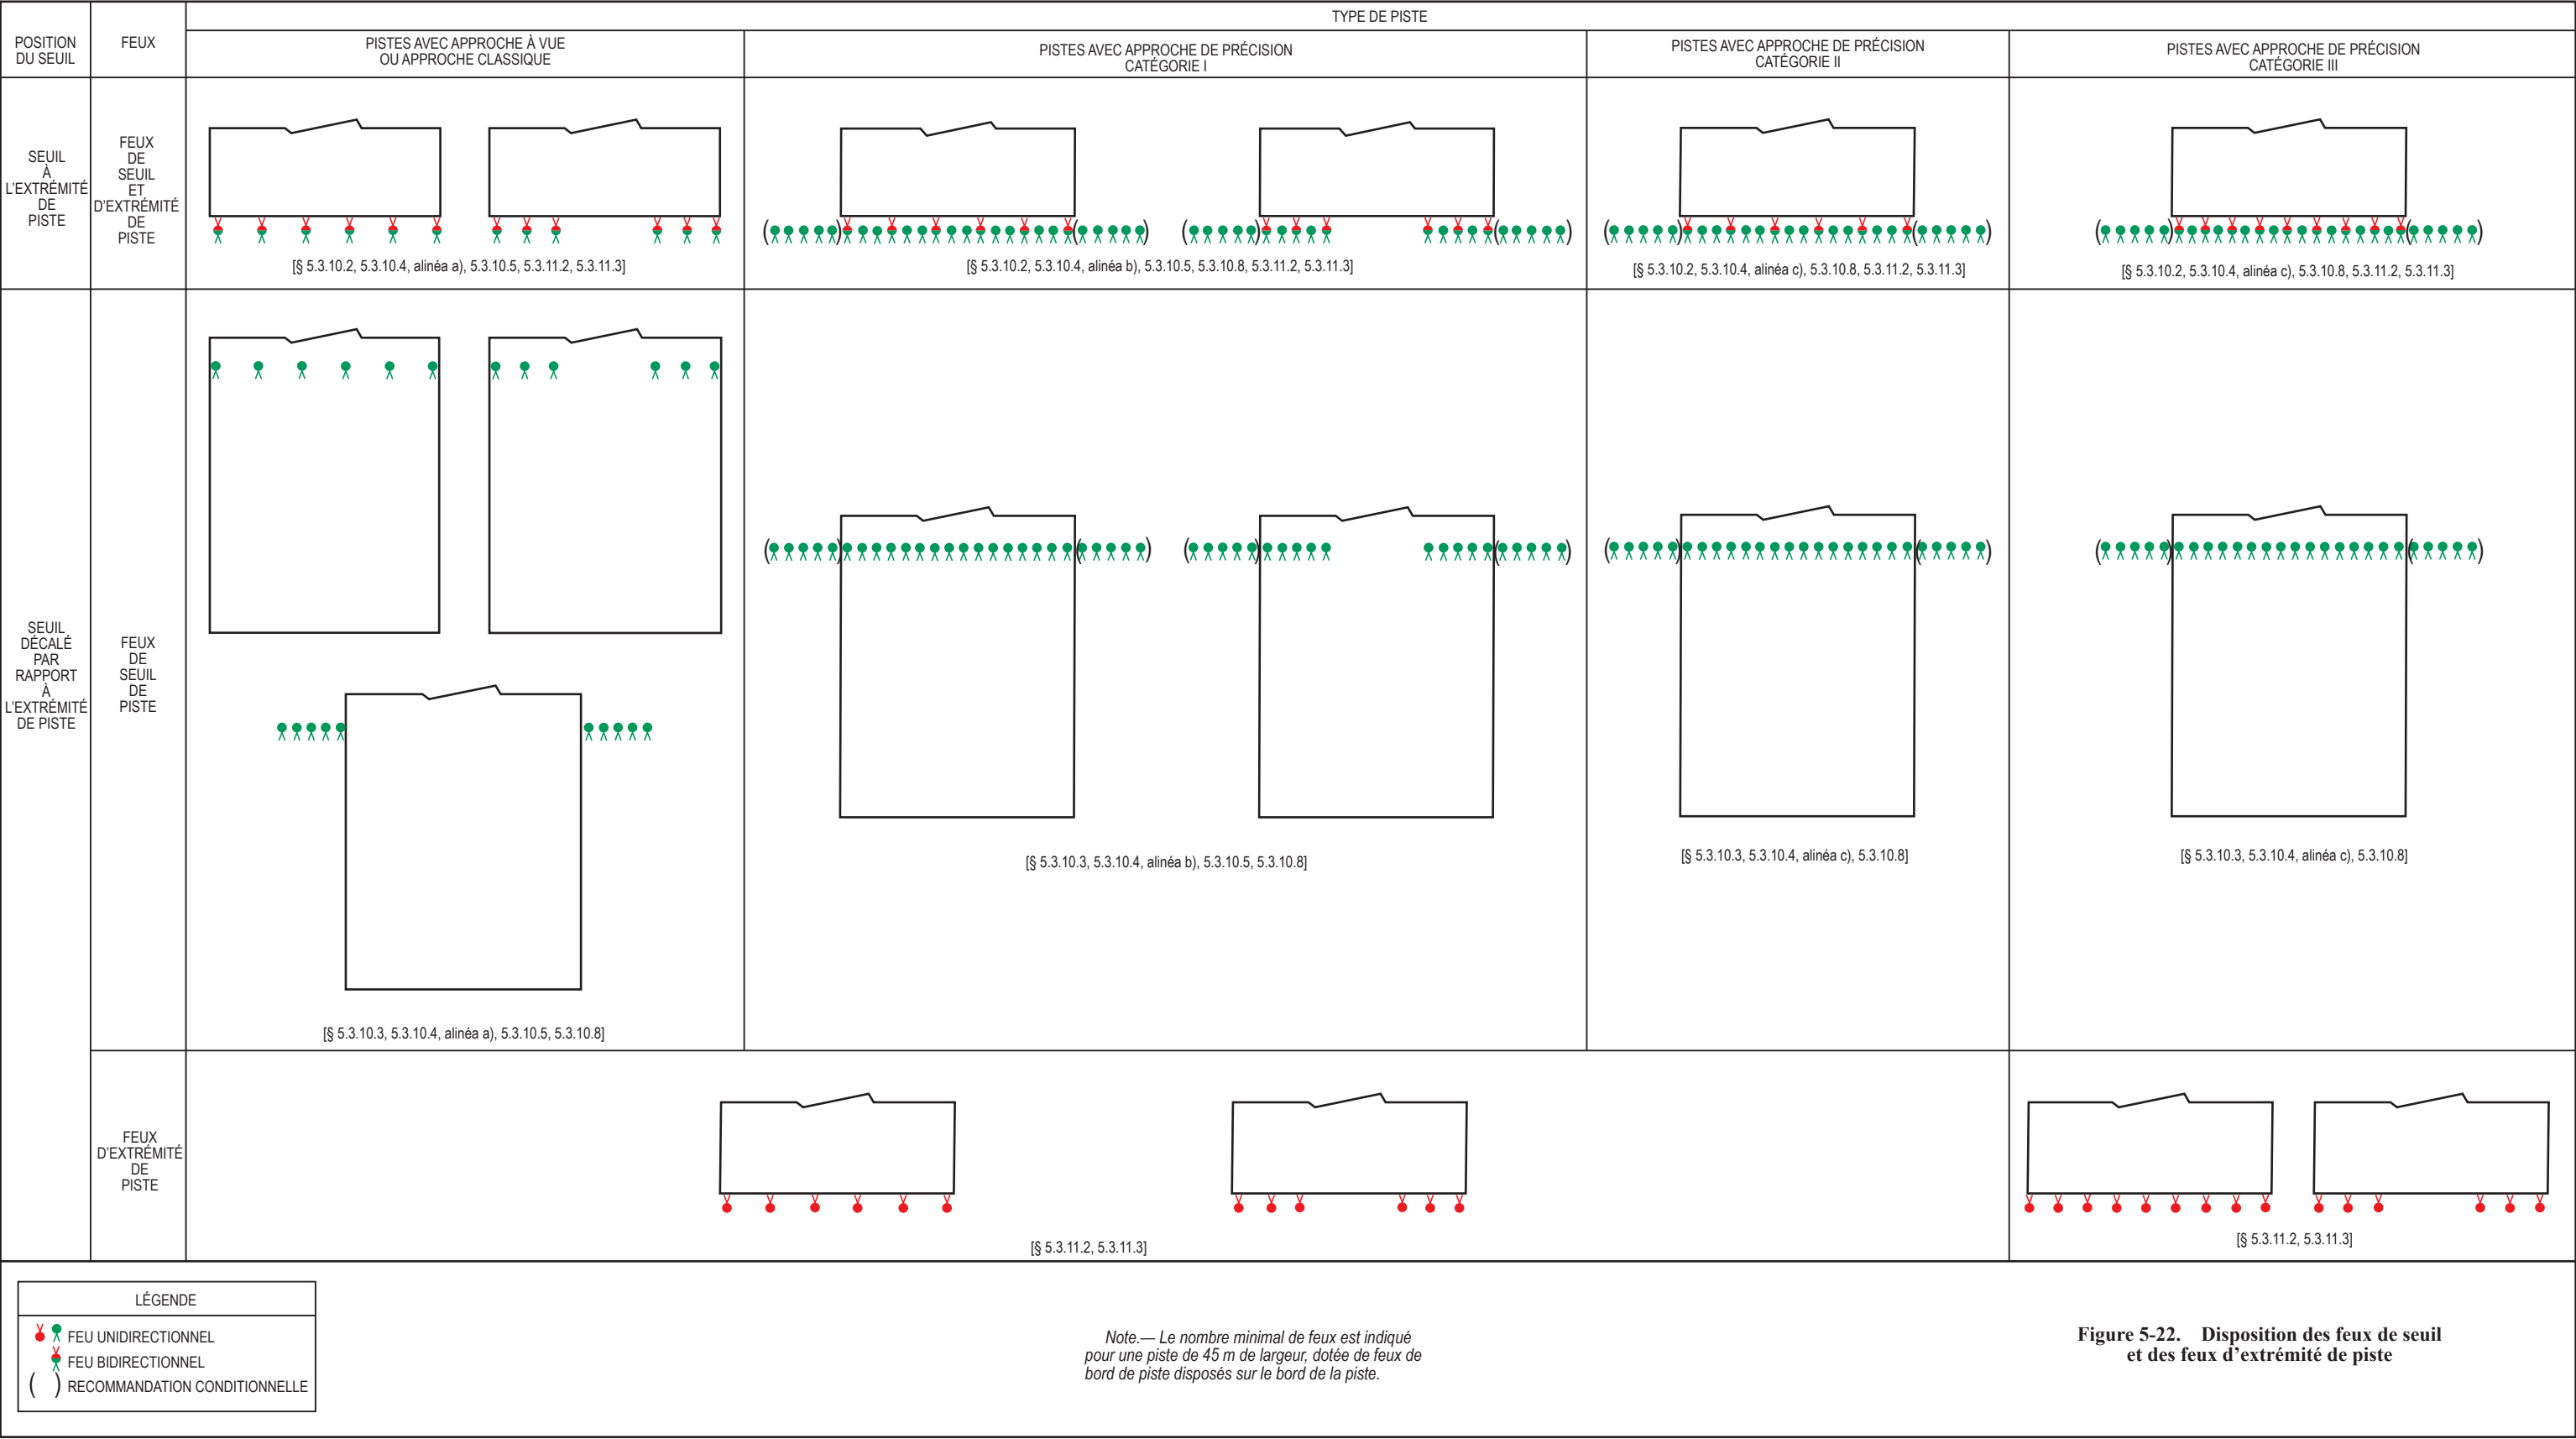 TYPE DE PISTE
POSITION
DU SEUIL
FEUX
PISTES AVEC APPROCHE À VUE
OU APPROCHE CLASSIQUE
PISTES AVEC APPROCHE DE PRÉCISION
CATÉGORIE I
PISTES AVEC APPROCHE DE PRÉCISION
CATÉGORIE II
PISTES AVEC APPROCHE DE PRÉCISION
CATÉGORIE III
SEUIL
À
L'EXTRÉMITÉ
DE
PISTE
FEUX
DE
SEUIL
ET
D'EXTRÉMITÉ
DE
PISTE
[§ 5.3.10.2, 5.3.10.4, alinéa a), 5.3.10.5, 5.3.11.2, 5.3.11.3]
[§ 5.3.10.2, 5.3.10.4, alinéa b), 5.3.10.5, 5.3.10.8, 5.3.11.2, 5.3.11.3]
[§ 5.3.10.2, 5.3.10.4, alinéa c), 5.3.10.8, 5.3.11.2, 5.3.11.3]
[§ 5.3.10.2, 5.3.10.4, alinéa c), 5.3.10.8, 5.3.11.2, 5.3.11.3]
SEUIL
DÉCALÉ
PAR
RAPPORT
À
L'EXTRÉMITÉ
DE PISTE
FEUX
DE
SEUIL
DE
PISTE
[§ 5.3.10.3, 5.3.10.4, alinéa a), 5.3.10.5, 5.3.10.8]
[§ 5.3.10.3, 5.3.10.4, alinéa b), 5.3.10.5, 5.3.10.8]
[§ 5.3.10.3, 5.3.10.4, alinéa c), 5.3.10.8]
[§ 5.3.10.3, 5.3.10.4, alinéa c), 5.3.10.8]
FEUX
D'EXTRÉMITÉ
DE
PISTE
[§ 5.3.11.2, 5.3.11.3]
[§ 5.3.11.2, 5.3.11.3]
LÉGENDE
FEU UNIDIRECTIONNEL
FEU BIDIRECTIONNEL
( ) RECOMMANDATION CONDITIONNELLE
Note.— Le nombre minimal de feux est indiqué
pour une piste de 45 m de largeur, dotée de feux de
bord de piste disposés sur le bord de la piste.
Figure 5-22. Disposition des feux de seuil
et des feux d'extrémité de piste